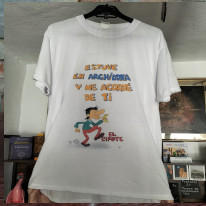 ESTUVE
EN ARCHIDONA
Y ME ACORDÉ
DE TI
EL CIPOTE